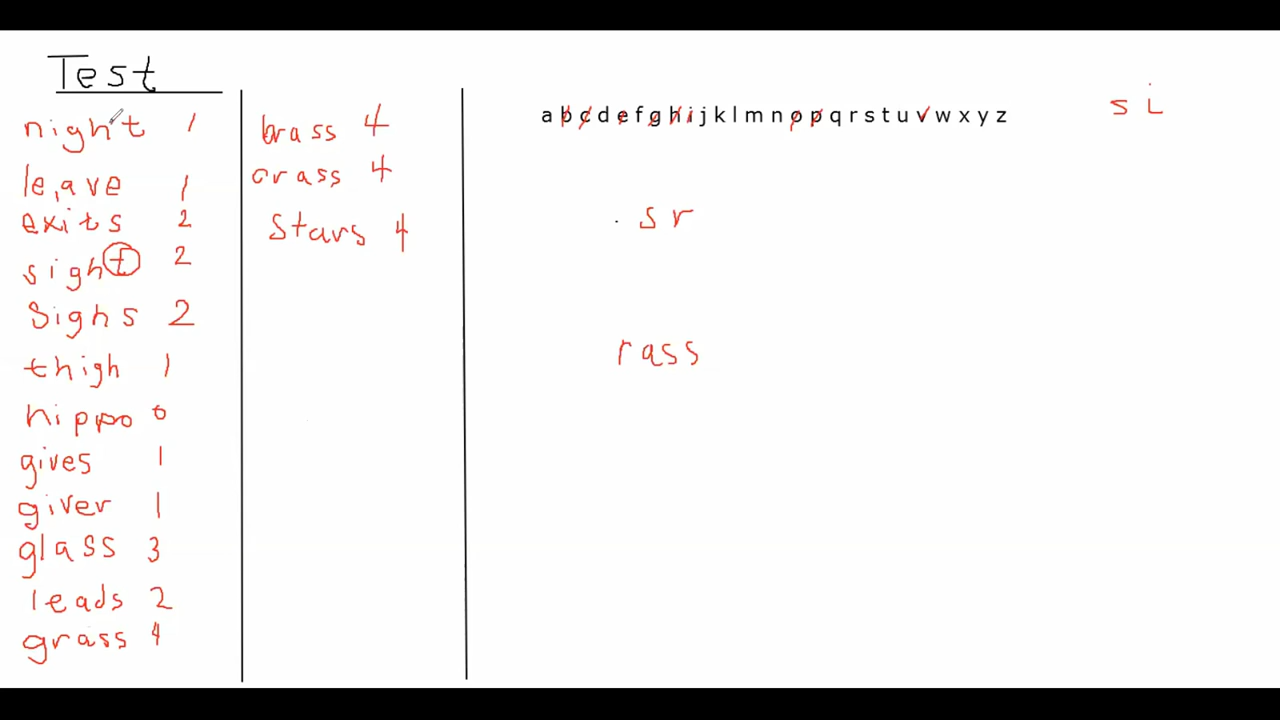 Test
night 1
leave 1
exits 2
sight 2
Sighs 2
thigh 1
hippo 0
gives 1
giver 1
glass 3
leads 2
grass 4
brass 4
crass 4
Stars 4
a b c d e f g h i j k l m n o p q r s t u v w x y z
s i
s r
rass